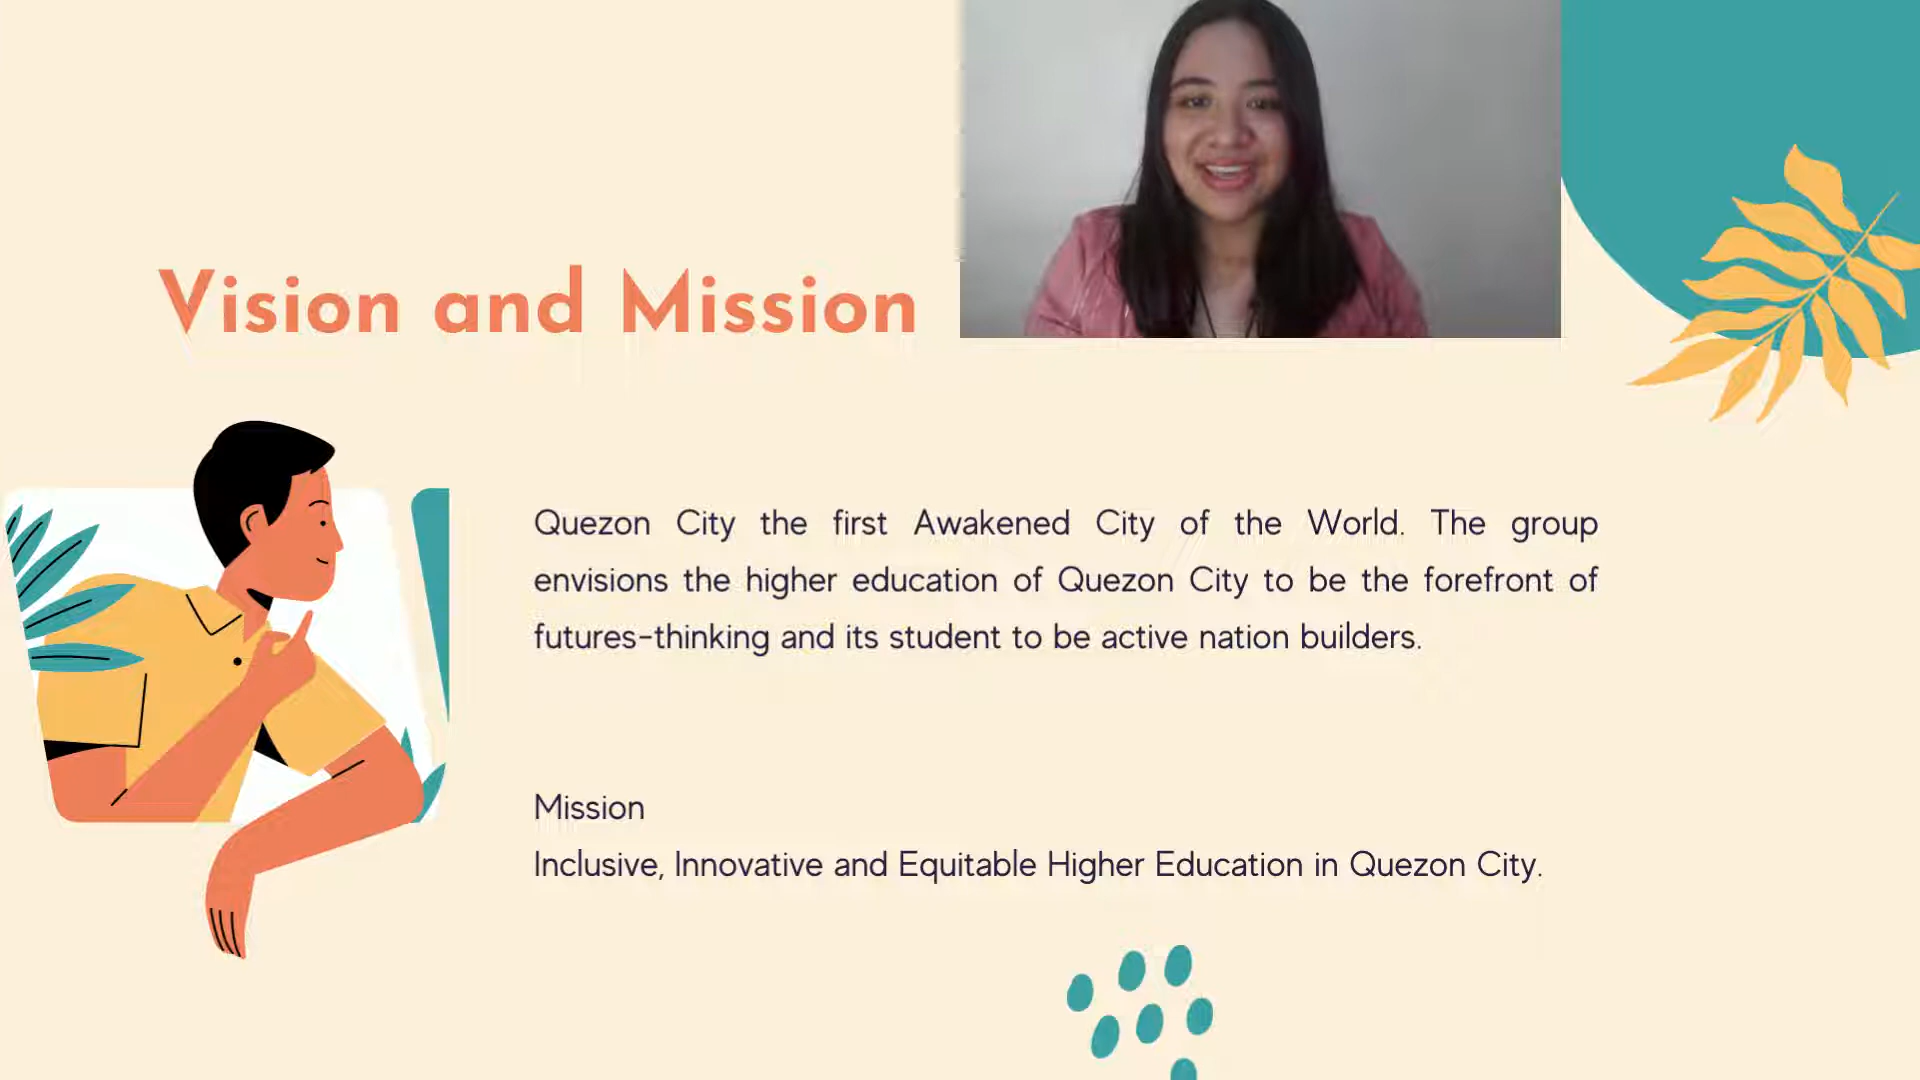 Vision and Mission
Quezon City the first Awakened City of the World. The group
envisions the higher education of Quezon City to be the forefront of
futures-thinking and its student to be active nation builders.
Mission
Inclusive, Innovative and Equitable Higher Education in Quezon City.